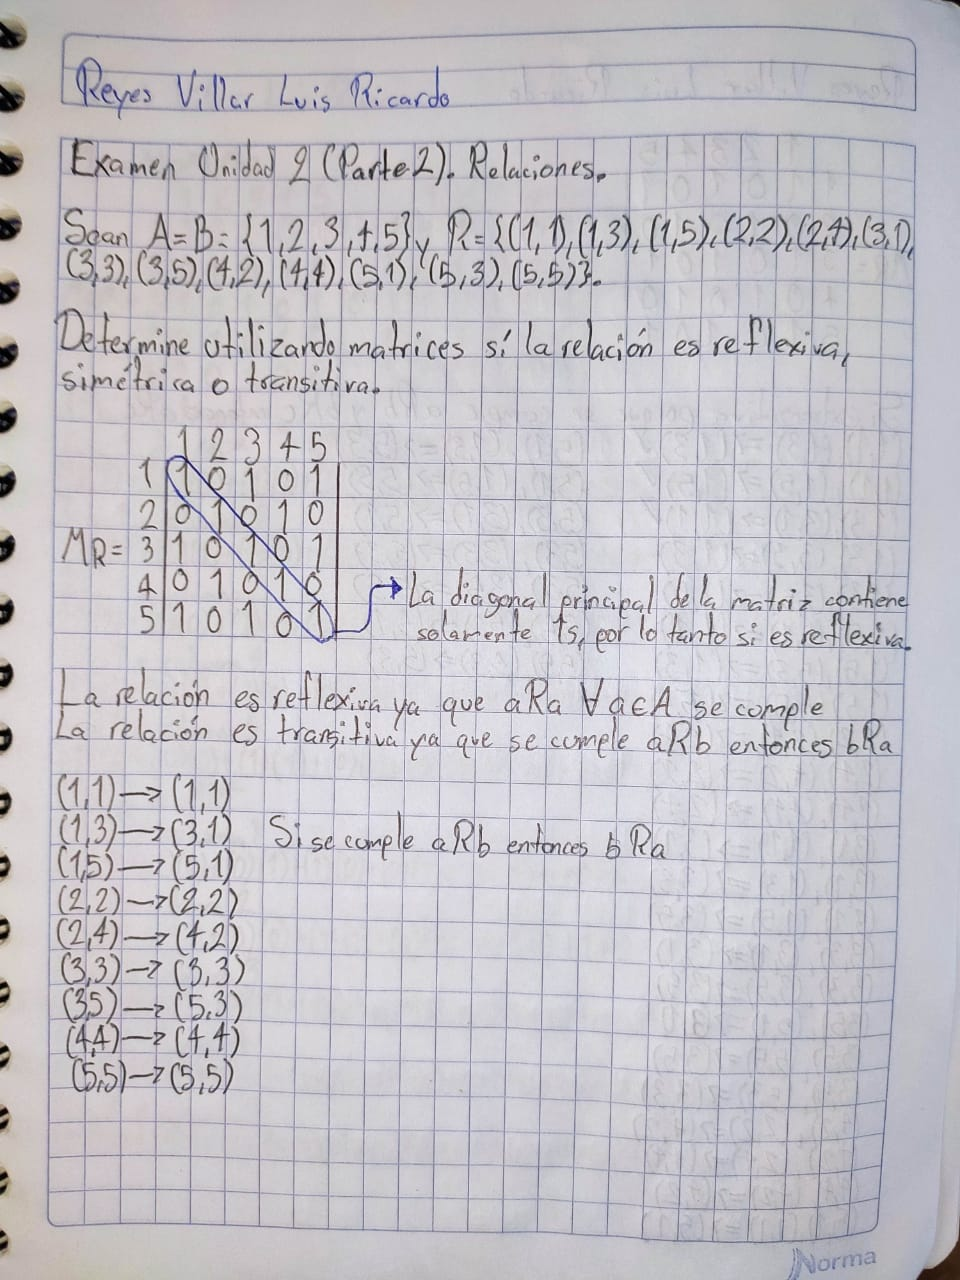 Reyes Villar Luis Ricardo
Examen Unidad 2 (Parte 2). Relaciones.
Sean A=B={1,2,3,4,5} y R={(1,1),(1,3),(1,5),(2,2),(2,4),(3,1),
(3,3),(3,5),(4,2),(4,4),(5,1),(5,3),(5,5)}.
Determine utilizando matrices sí la relación es reflexiva,
simétrica o transitiva.
1 2 3 4 5
1 1 0 1 0 1
2 0 1 0 1 0
MR= 3 1 0 1 0 1
4 0 1 0 1 0
5 1 0 1 0 1
La diagonal principal de la matriz contiene
solamente 1s, por lo tanto si es reflexiva.
La relación es reflexiva ya que aRa ∀a∈A se comple
La relación es transitiva ya que se comple aRb entonces bRa
(1,1)→(1,1)
(1,3)→(3,1) Si se comple aRb entonces bRa
(1,5)→(5,1)
(2,2)→(2,2)
(2,4)→(4,2)
(3,3)→(3,3)
(3,5)→(5,3)
(4,4)→(4,4)
(5,5)→(5,5)
Norma